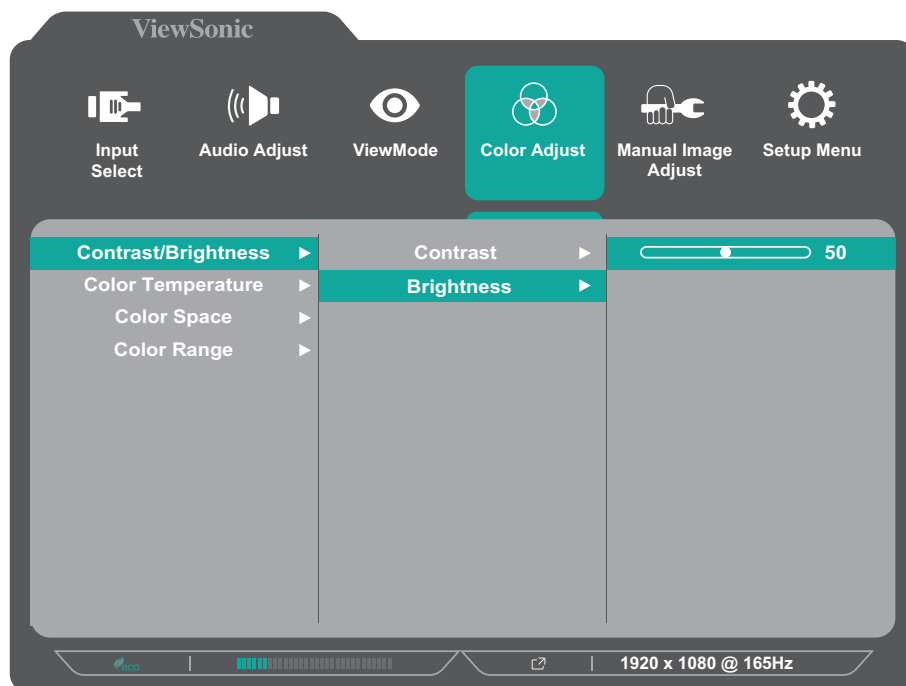 ViewSonic
Input Select
Audio Adjust
ViewMode
Color Adjust
Manual Image Adjust
Setup Menu
Contrast/Brightness
Contrast
50
Color Temperature
Brightness
Color Space
Color Range
eco
1920 x 1080 @ 165Hz